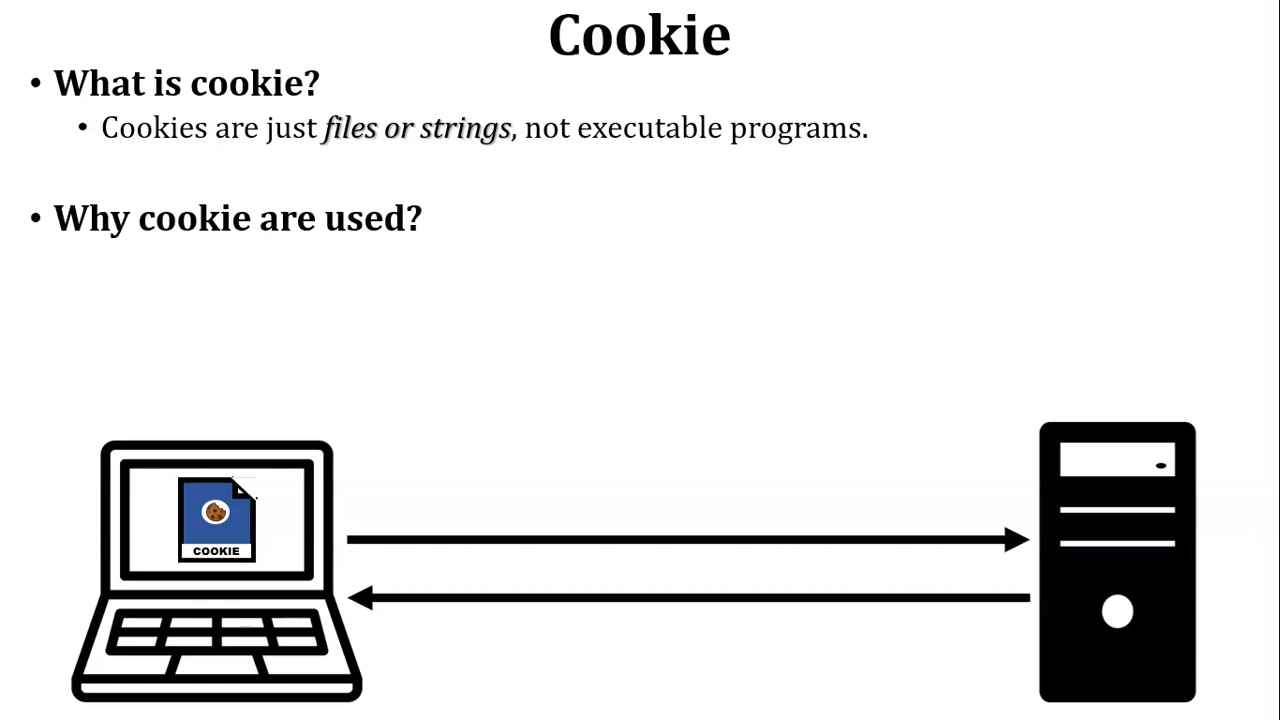 Cookie
• What is cookie?
• Cookies are just files or strings, not executable programs.
• Why cookie are used?
COOKIE